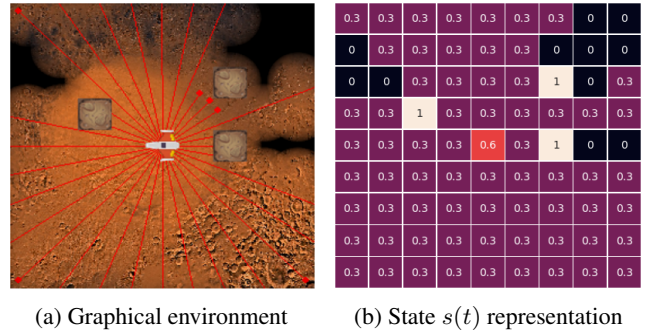 0.3 0.3 0.3 0.3 0.3 0.3 0.3 0 0
0 0.3 0.3 0.3 0.3 0.3 0 0 0
0 0 0.3 0.3 0.3 0.3 1 0 0.3
0.3 0.3 1 0.3 0.3 0.3 0.3 0.3 0.3
0.3 0.3 0.3 0.3 0.6 0.3 1 0 0
0.3 0.3 0.3 0.3 0.3 0.3 0.3 0.3 0.3
0.3 0.3 0.3 0.3 0.3 0.3 0.3 0.3 0.3
0.3 0.3 0.3 0.3 0.3 0.3 0.3 0.3 0.3
0.3 0.3 0.3 0.3 0.3 0.3 0.3 0.3 0.3
(a) Graphical environment
(b) State s(t) representation